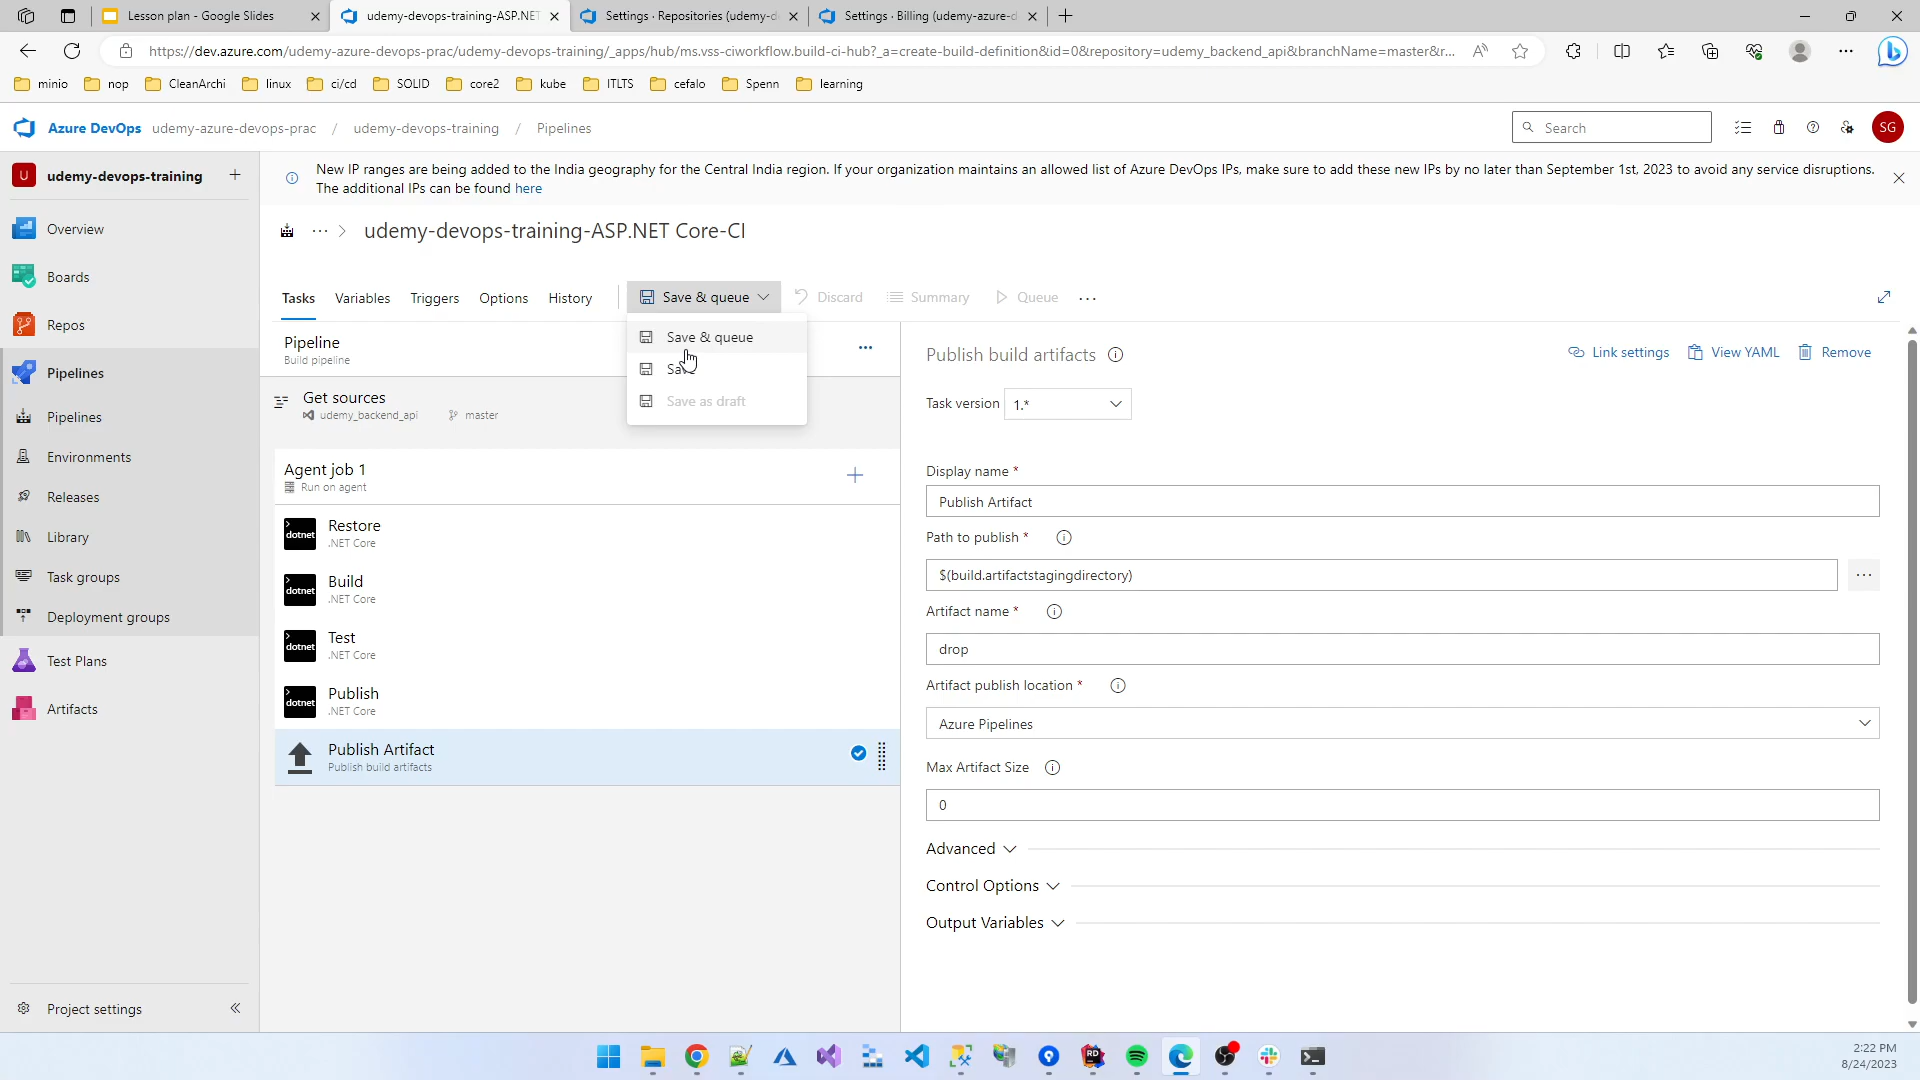 Lesson plan - Google Slides
udemy-devops-training-ASP.NET
Settings · Repositories (udemy-d
Settings · Billing (udemy-azure-d
https://dev.azure.com/udemy-azure-devops-prac/udemy-devops-training/_apps/hub/ms.vss-ciworkflow.build-ci-hub?_a=create-build-definition&id=0&repository=udemy_backend_api&branchName=master&r...
minio
nop
CleanArchi
linux
ci/cd
SOLID
core2
kube
ITLTS
cefalo
Spenn
learning
Azure DevOps
udemy-azure-devops-prac / udemy-devops-training / Pipelines
Search
SG
U
udemy-devops-training
New IP ranges are being added to the India geography for the Central India region. If your organization maintains an allowed list of Azure DevOps IPs, make sure to add these new IPs by no later than September 1st, 2023 to avoid any service disruptions.
The additional IPs can be found here
Overview
Boards
Repos
Pipelines
Pipelines
Environments
Releases
Library
Task groups
Deployment groups
Test Plans
Artifacts
Project settings
udemy-devops-training-ASP.NET Core-CI
Tasks
Variables
Triggers
Options
History
Save & queue
Discard
Summary
Queue
Save & queue
Save
Save as draft
Pipeline
Build pipeline
Get sources
udemy_backend_api
master
Agent job 1
Run on agent
dotnet
Restore
.NET Core
dotnet
Build
.NET Core
dotnet
Test
.NET Core
dotnet
Publish
.NET Core
Publish Artifact
Publish build artifacts
Publish build artifacts
Link settings
View YAML
Remove
Task version
1.*
Display name *
Publish Artifact
Path to publish *
$(build.artifactstagingdirectory)
Artifact name *
drop
Artifact publish location *
Azure Pipelines
Max Artifact Size
0
Advanced
Control Options
Output Variables
RD
2:22 PM
8/24/2023